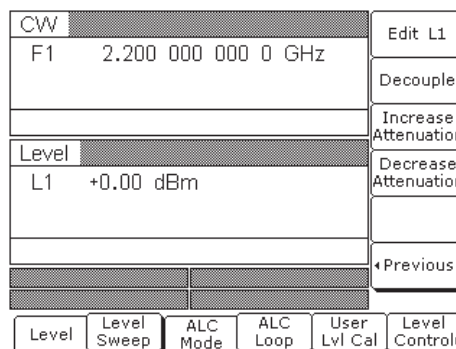 CW
F1 2.200 000 000 0 GHz
Level
L1 +0.00 dBm
Edit L1
Decouple
Increase
Attenuation
Decrease
Attenuation
Previous
Level
Level
Sweep
ALC
Mode
ALC
Loop
User
Lvl Cal
Level
Control